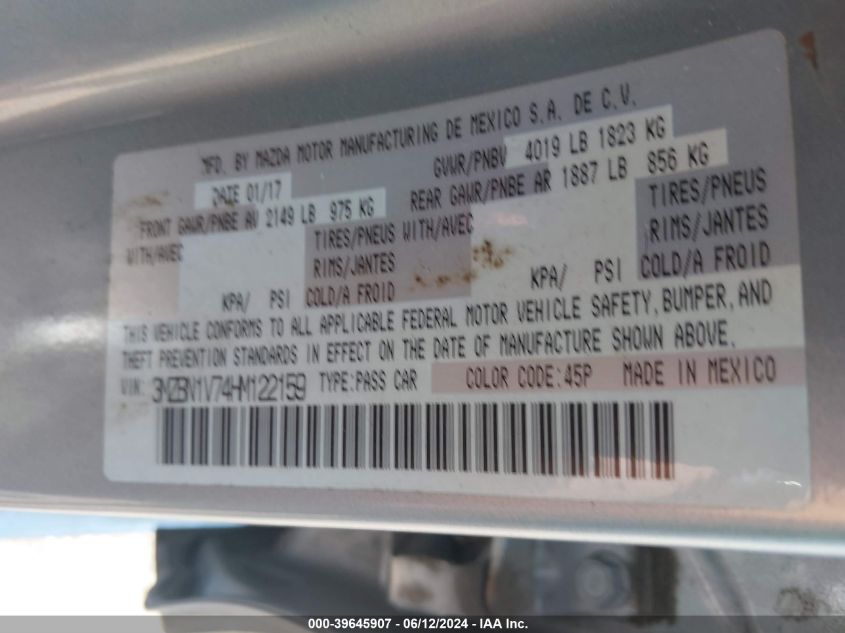 MFD. BY MAZDA MOTOR MANUFACTURING DE MEXICO S.A. DE C.V.
DATE 01/17 GVWR/PNBV 4019 LB 1823 KG
FRONT GAWR/PNBE AV 2149 LB 975 KG REAR GAWR/PNBE AR 1887 LB 856 KG
WITH/AVEC TIRES/PNEUS WITH/AVEC TIRES/PNEUS
RIMS/JANTES RIMS/JANTES
KPA/ PSI COLD/A FROID KPA/ PSI COLD/A FROID
THIS VEHICLE CONFORMS TO ALL APPLICABLE FEDERAL MOTOR VEHICLE SAFETY, BUMPER, AND
THEFT PREVENTION STANDARDS IN EFFECT ON THE DATE OF MANUFACTURE SHOWN ABOVE.
VIN: 3MZBN1V74HM122159 TYPE:PASS CAR COLOR CODE:45P MADE IN MEXICO
000-39645907 - 06/12/2024 - IAA Inc.